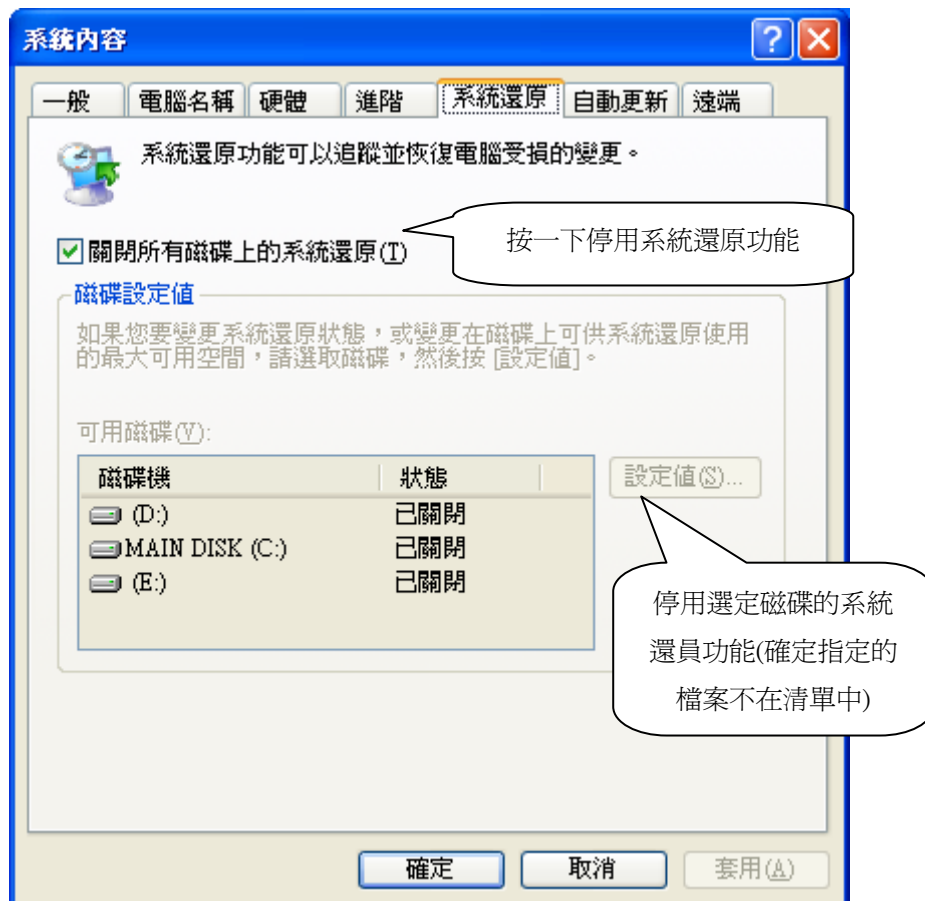 系統內容
一般 電腦名稱 硬體 進階 系統還原 自動更新 遠端
系統還原功能可以追蹤並恢復電腦受損的變更。
按一下停用系統還原功能
關閉所有磁碟上的系統還原(T)
磁碟設定值
如果您要變更系統還原狀態，或變更在磁碟上可供系統還原使用
的最大可用空間，請選取磁碟，然後按 [設定值]。
可用磁碟(V):
磁碟機 狀態
設定值(S)...
(D:) 已關閉
MAIN DISK (C:) 已關閉
(E:) 已關閉
停用選定磁碟的系統
還員功能(確定指定的
檔案不在清單中)
確定 取消 套用(A)